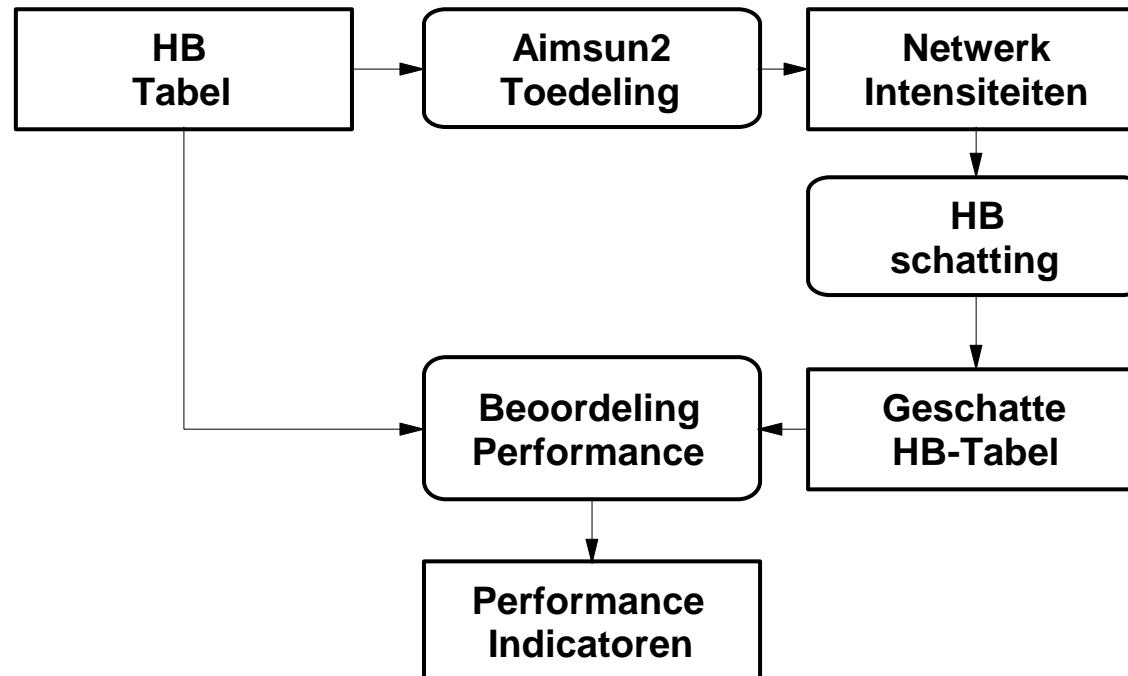 HB
Tabel
Aimsun2
Toedeling
Netwerk
Intensiteiten
HB
schatting
Beoordeling
Performance
Geschatte
HB-Tabel
Performance
Indicatoren